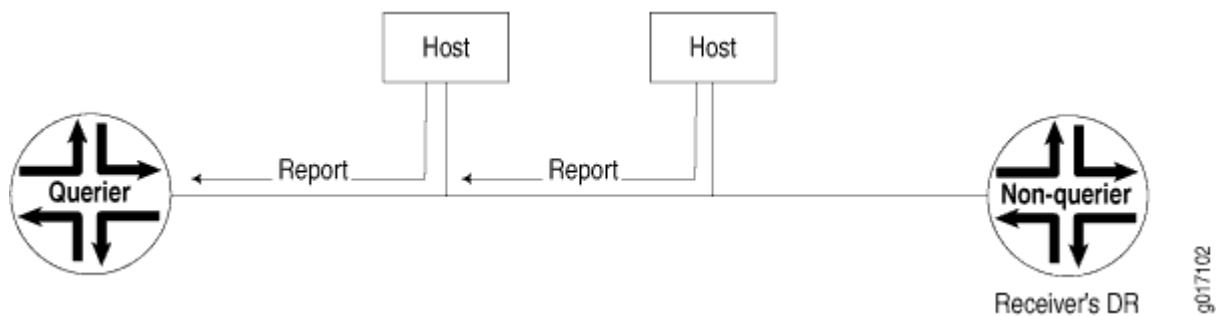 Host
Host
Report
Report
Querier
Non-querier
Receiver's DR
g017102